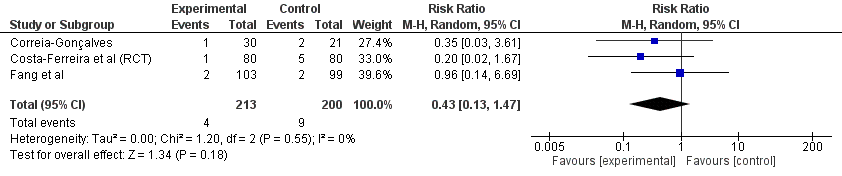 Experimental Control Risk Ratio Risk Ratio
Study or Subgroup Events Total Events Total Weight M-H, Random, 95% CI M-H, Random, 95% CI
Correia-Gonçalves 1 30 2 21 27.4% 0.35 [0.03, 3.61]
Costa-Ferreira et al (RCT) 1 80 5 80 33.0% 0.20 [0.02, 1.67]
Fang et al 2 103 2 99 39.6% 0.96 [0.14, 6.69]
Total (95% CI) 213 200 100.0% 0.43 [0.13, 1.47]
Total events 4 9
Heterogeneity: Tau² = 0.00; Chi² = 1.20, df = 2 (P = 0.55); I² = 0%
Test for overall effect: Z = 1.34 (P = 0.18)
0.005 0.1 1 10 200
Favours [experimental] Favours [control]